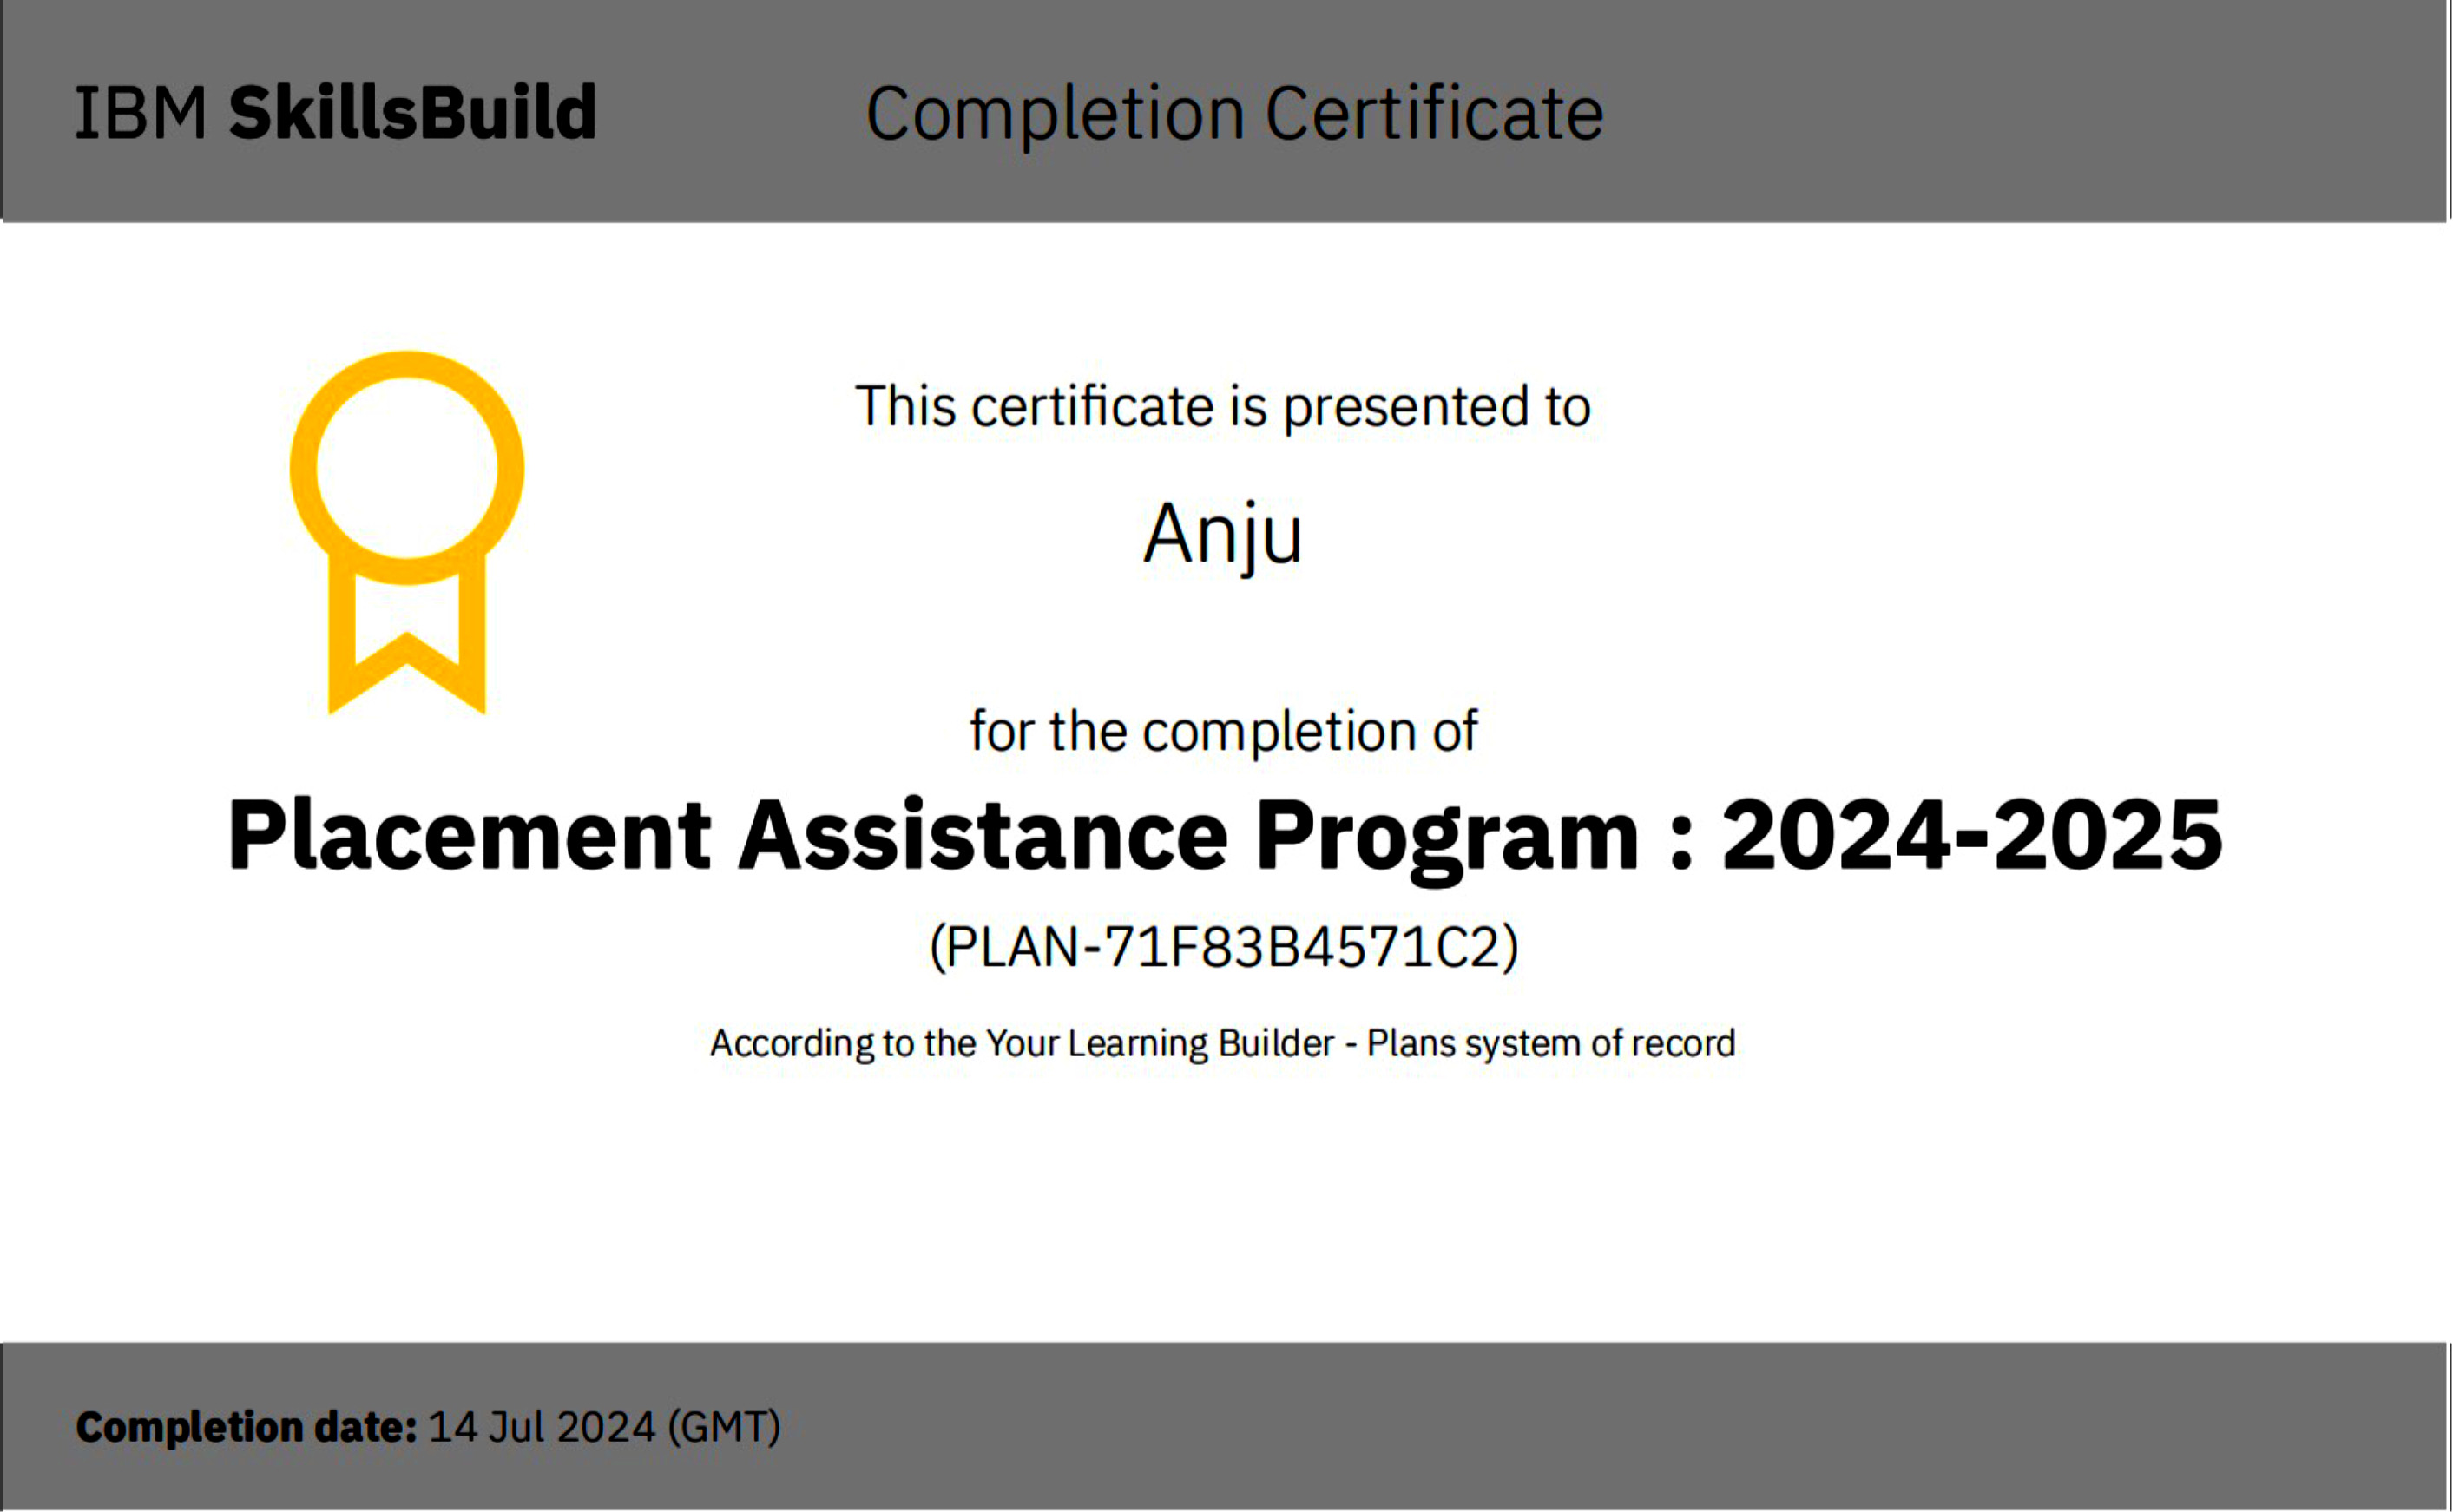 IBM SkillsBuild
Completion Certificate
This certificate is presented to
Anju
for the completion of
Placement Assistance Program : 2024-2025
(PLAN-71F83B4571C2)
According to the Your Learning Builder - Plans system of record
Completion date: 14 Jul 2024 (GMT)